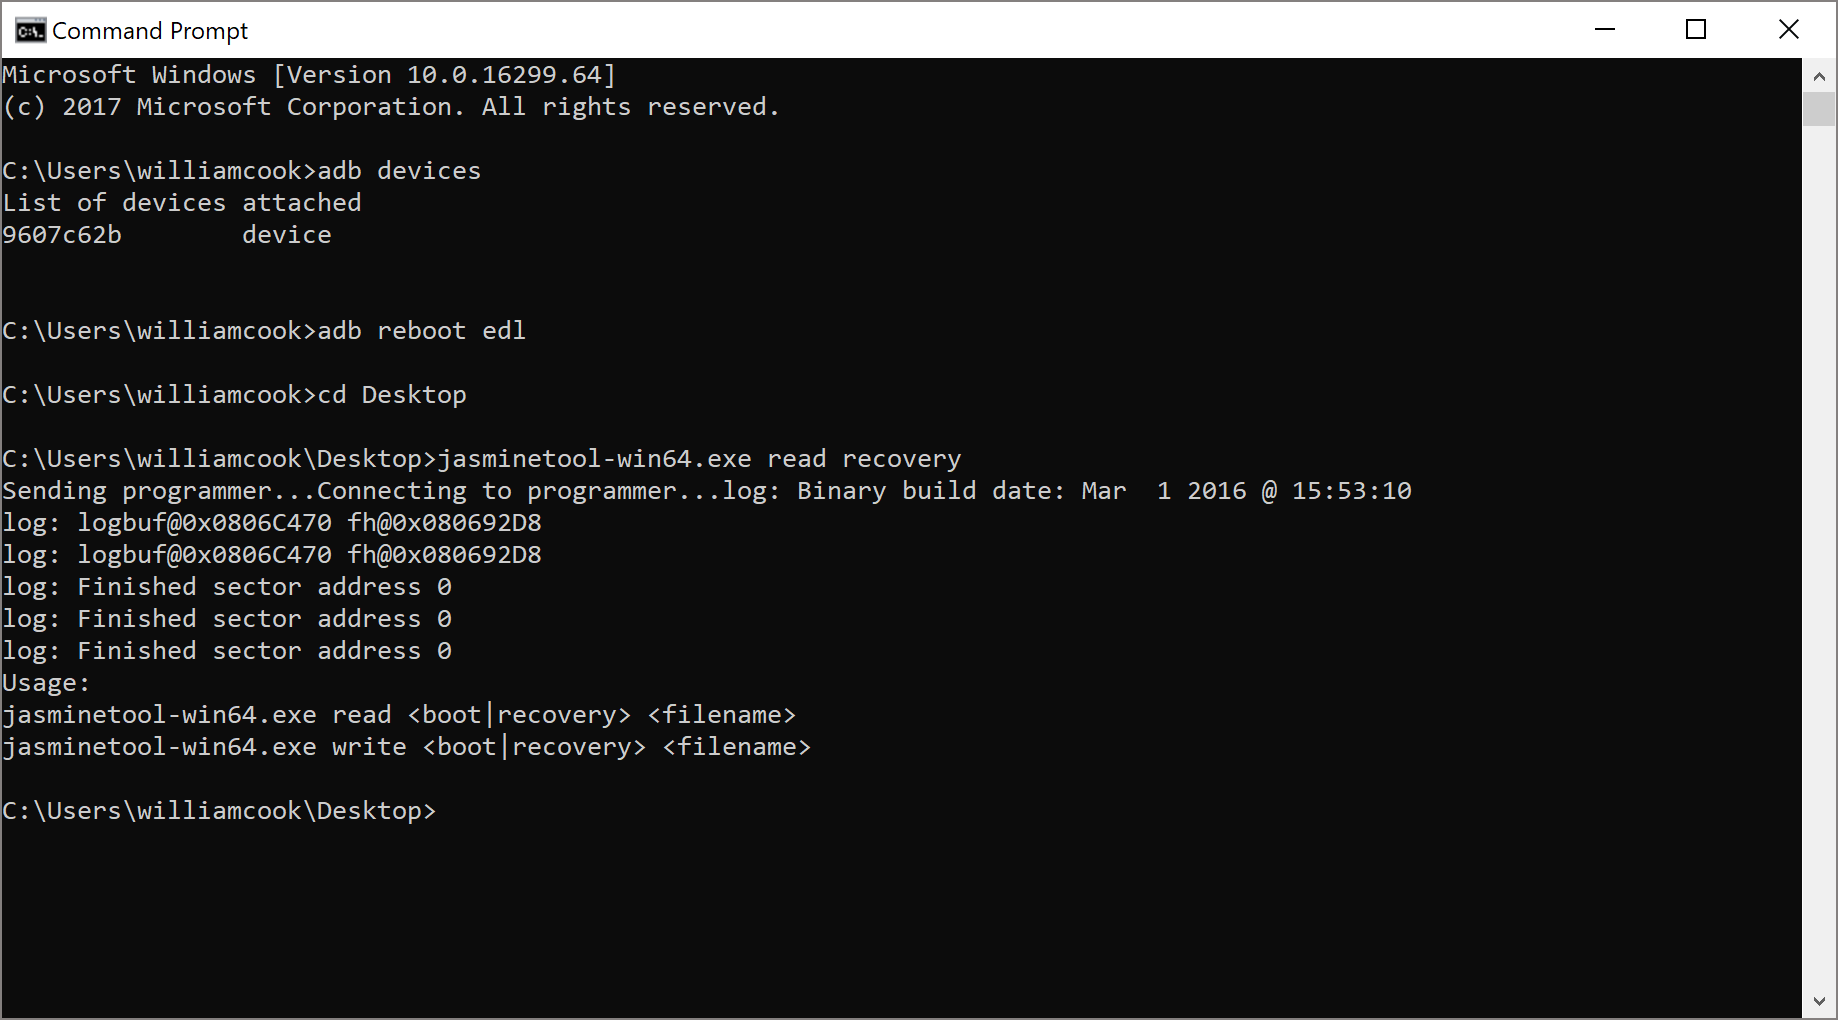 Command Prompt
Microsoft Windows [Version 10.0.16299.64]
(c) 2017 Microsoft Corporation. All rights reserved.
C:\Users\williamcook>adb devices
List of devices attached
9607c62b        device
C:\Users\williamcook>adb reboot edl
C:\Users\williamcook>cd Desktop
C:\Users\williamcook\Desktop>jasminetool-win64.exe read recovery
Sending programmer...Connecting to programmer...log: Binary build date: Mar  1 2016 @ 15:53:10
log: logbuf@0x0806C470 fh@0x080692D8
log: logbuf@0x0806C470 fh@0x080692D8
log: Finished sector address 0
log: Finished sector address 0
log: Finished sector address 0
Usage:
jasminetool-win64.exe read <boot|recovery> <filename>
jasminetool-win64.exe write <boot|recovery> <filename>
C:\Users\williamcook\Desktop>